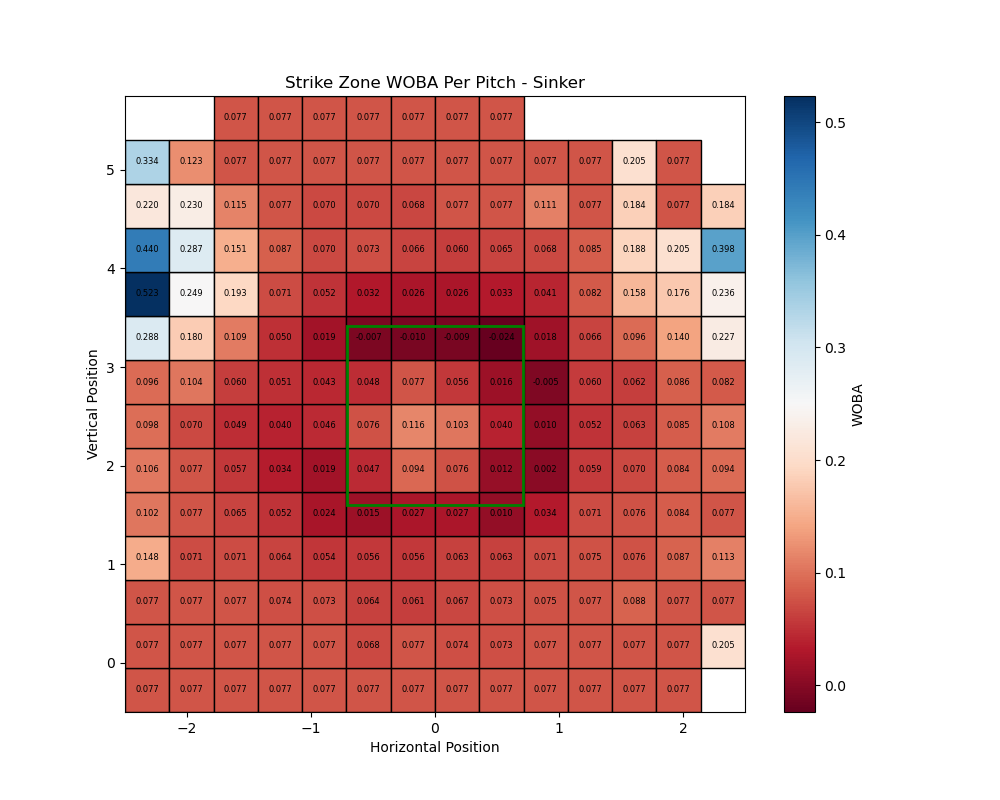 Strike Zone WOBA Per Pitch - Sinker
0.077 0.077 0.077 0.077 0.077 0.077 0.077
0.5
5 0.334 0.123 0.077 0.077 0.077 0.077 0.077 0.077 0.077 0.077 0.077 0.205 0.077
0.220 0.230 0.115 0.077 0.070 0.070 0.068 0.077 0.077 0.111 0.077 0.184 0.077 0.184
0.4
4 0.440 0.287 0.151 0.087 0.070 0.073 0.066 0.060 0.065 0.068 0.085 0.188 0.205 0.398
0.523 0.249 0.193 0.071 0.052 0.032 0.026 0.026 0.033 0.041 0.082 0.158 0.176 0.236
0.288 0.180 0.109 0.050 0.019 -0.007 -0.010 -0.009 -0.024 0.018 0.066 0.096 0.140 0.227
0.3
3 0.096 0.104 0.060 0.051 0.043 0.048 0.077 0.056 0.016 -0.005 0.060 0.062 0.086 0.082
Vertical Position
WOBA
0.098 0.070 0.049 0.040 0.046 0.076 0.116 0.103 0.040 0.010 0.052 0.063 0.085 0.108
0.2
2 0.106 0.077 0.057 0.034 0.019 0.047 0.094 0.076 0.012 0.002 0.059 0.070 0.084 0.094
0.102 0.077 0.065 0.052 0.024 0.015 0.027 0.027 0.010 0.034 0.071 0.076 0.084 0.077
1 0.148 0.071 0.071 0.064 0.054 0.056 0.056 0.063 0.063 0.071 0.075 0.076 0.087 0.113
0.1
0.077 0.077 0.077 0.074 0.073 0.064 0.061 0.067 0.073 0.075 0.077 0.088 0.077 0.077
0 0.077 0.077 0.077 0.077 0.077 0.068 0.077 0.074 0.073 0.077 0.077 0.077 0.077 0.205
0.077 0.077 0.077 0.077 0.077 0.077 0.077 0.077 0.077 0.077 0.077 0.077 0.077
0.0
−2 −1 0 1 2
Horizontal Position